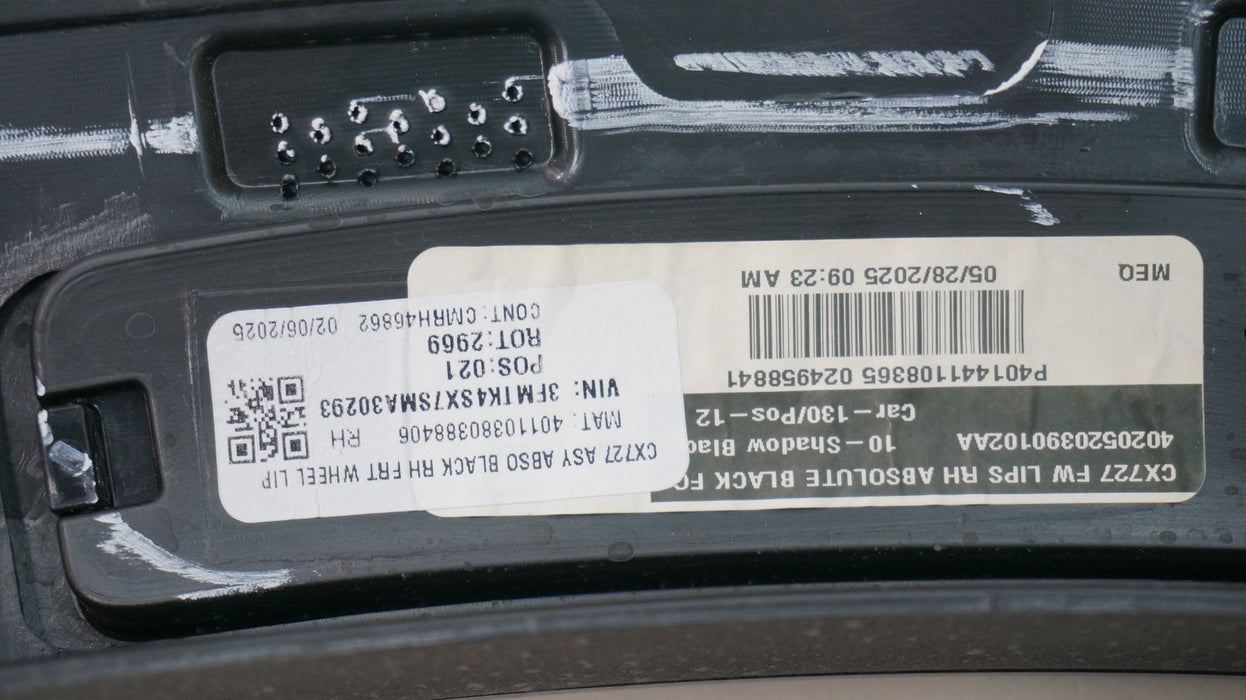 CX727 FW LIPS RH ABSOLUTE BLACK FO
4020520390102AA 10-Shadow Blac
Car-130/Pos-12
P401441108365 024958841
MEQ 05/28/2025 09:23 AM
CX727 ASY ABSO BLACK RH FRT WHEEL LIP
MAT: 40110380388406 RH
VIN: 3FMTK4SX7SMA30293
POS:021
ROT:2969
CONT: CMRH46862 02/06/2025